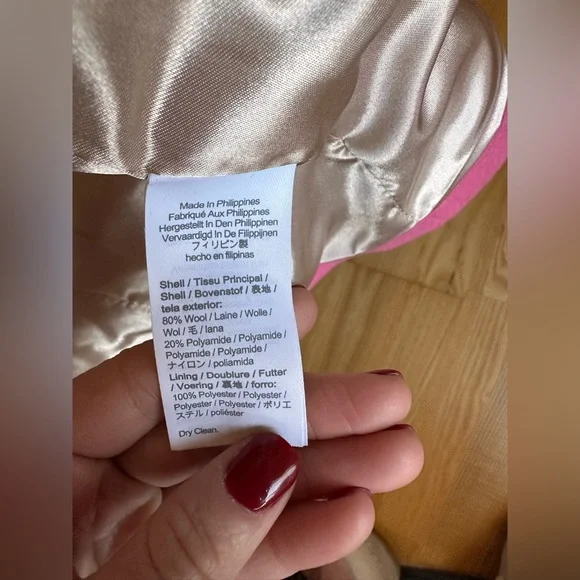 Made In Philippines
Fabriqué Aux Philippines
Hergestellt In Den Philippinen
Vervaardigd In De Filippijnen
フィリピン製
hecho en filipinas
Shell / Tissu Principal /
Shell / Bovenstof / 表地 /
tela exterior:
80% Wool / Laine / Wolle /
Wol / 毛 / lana
20% Polyamide / Polyamide /
Polyamide / Polyamide /
ナイロン / poliamida
Lining / Doublure / Futter
/ Voering / 裏地 / forro:
100% Polyester / Polyester /
Polyester / Polyester / ポリエ
ステル / poliéster
Dry Clean.